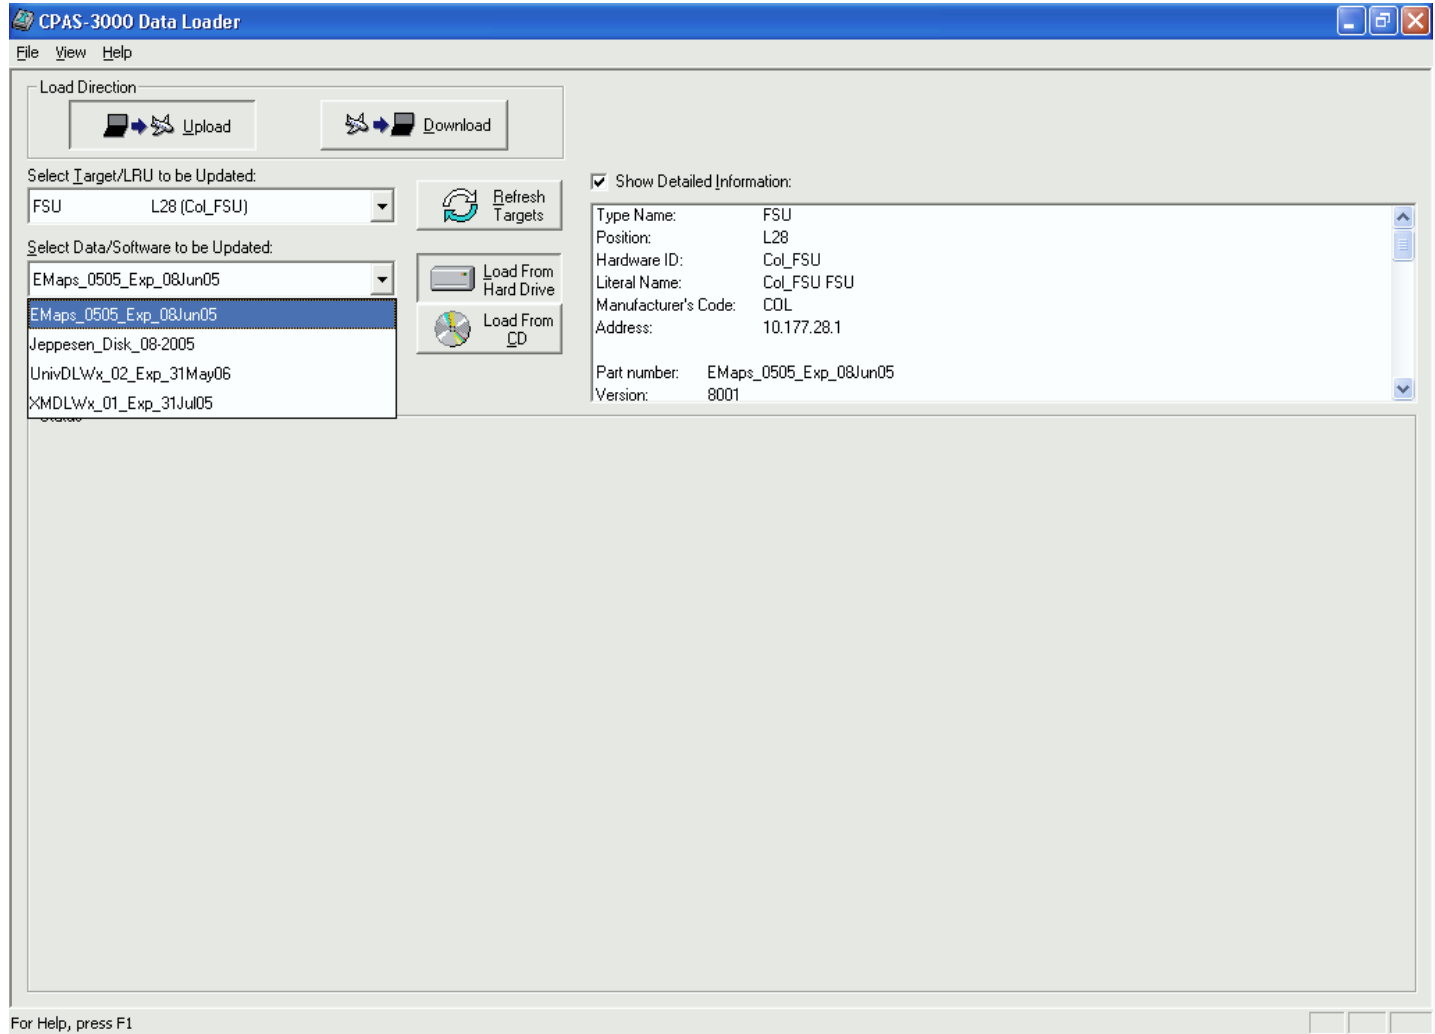 CPAS-3000 Data Loader
File View Help
Load Direction
Upload
Download
Select Target/LRU to be Updated:
FSU L28 (Col_FSU)
Refresh
Targets
Select Data/Software to be Updated:
EMaps_0505_Exp_08Jun05
EMaps_0505_Exp_08Jun05
Jeppesen_Disk_08-2005
UnivDLWx_02_Exp_31May06
XMDLWx_01_Exp_31Jul05
Load From
Hard Drive
Load From
CD
Show Detailed Information:
Type Name: FSU
Position: L28
Hardware ID: Col_FSU
Literal Name: Col_FSU FSU
Manufacturer's Code: COL
Address: 10.177.28.1
Part number: EMaps_0505_Exp_08Jun05
Version: 8001
Status
For Help, press F1